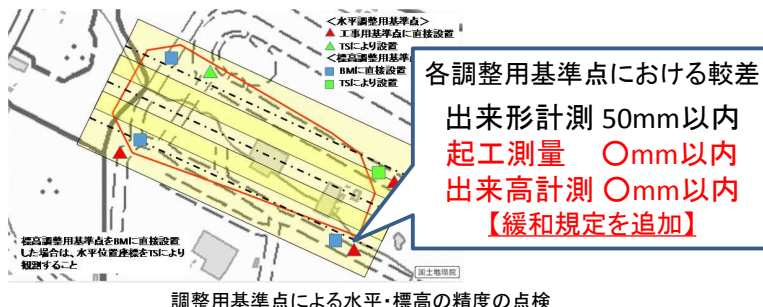 <水平調整用基準点>
▲ 工事用基準点に直接設置
▲ TSにより設置
<標高調整用基準点
■ BMに直接設置
■ TSにより設置
各調整用基準点における較差
出来形計測 50mm以内
起工測量 〇mm以内
出来高計測 〇mm以内
【緩和規定を追加】
標高調整用基準点をBMに直接設置
した場合は、水平位置座標をTSにより
観測すること
国土地理院
調整用基準点による水平・標高の精度の点検